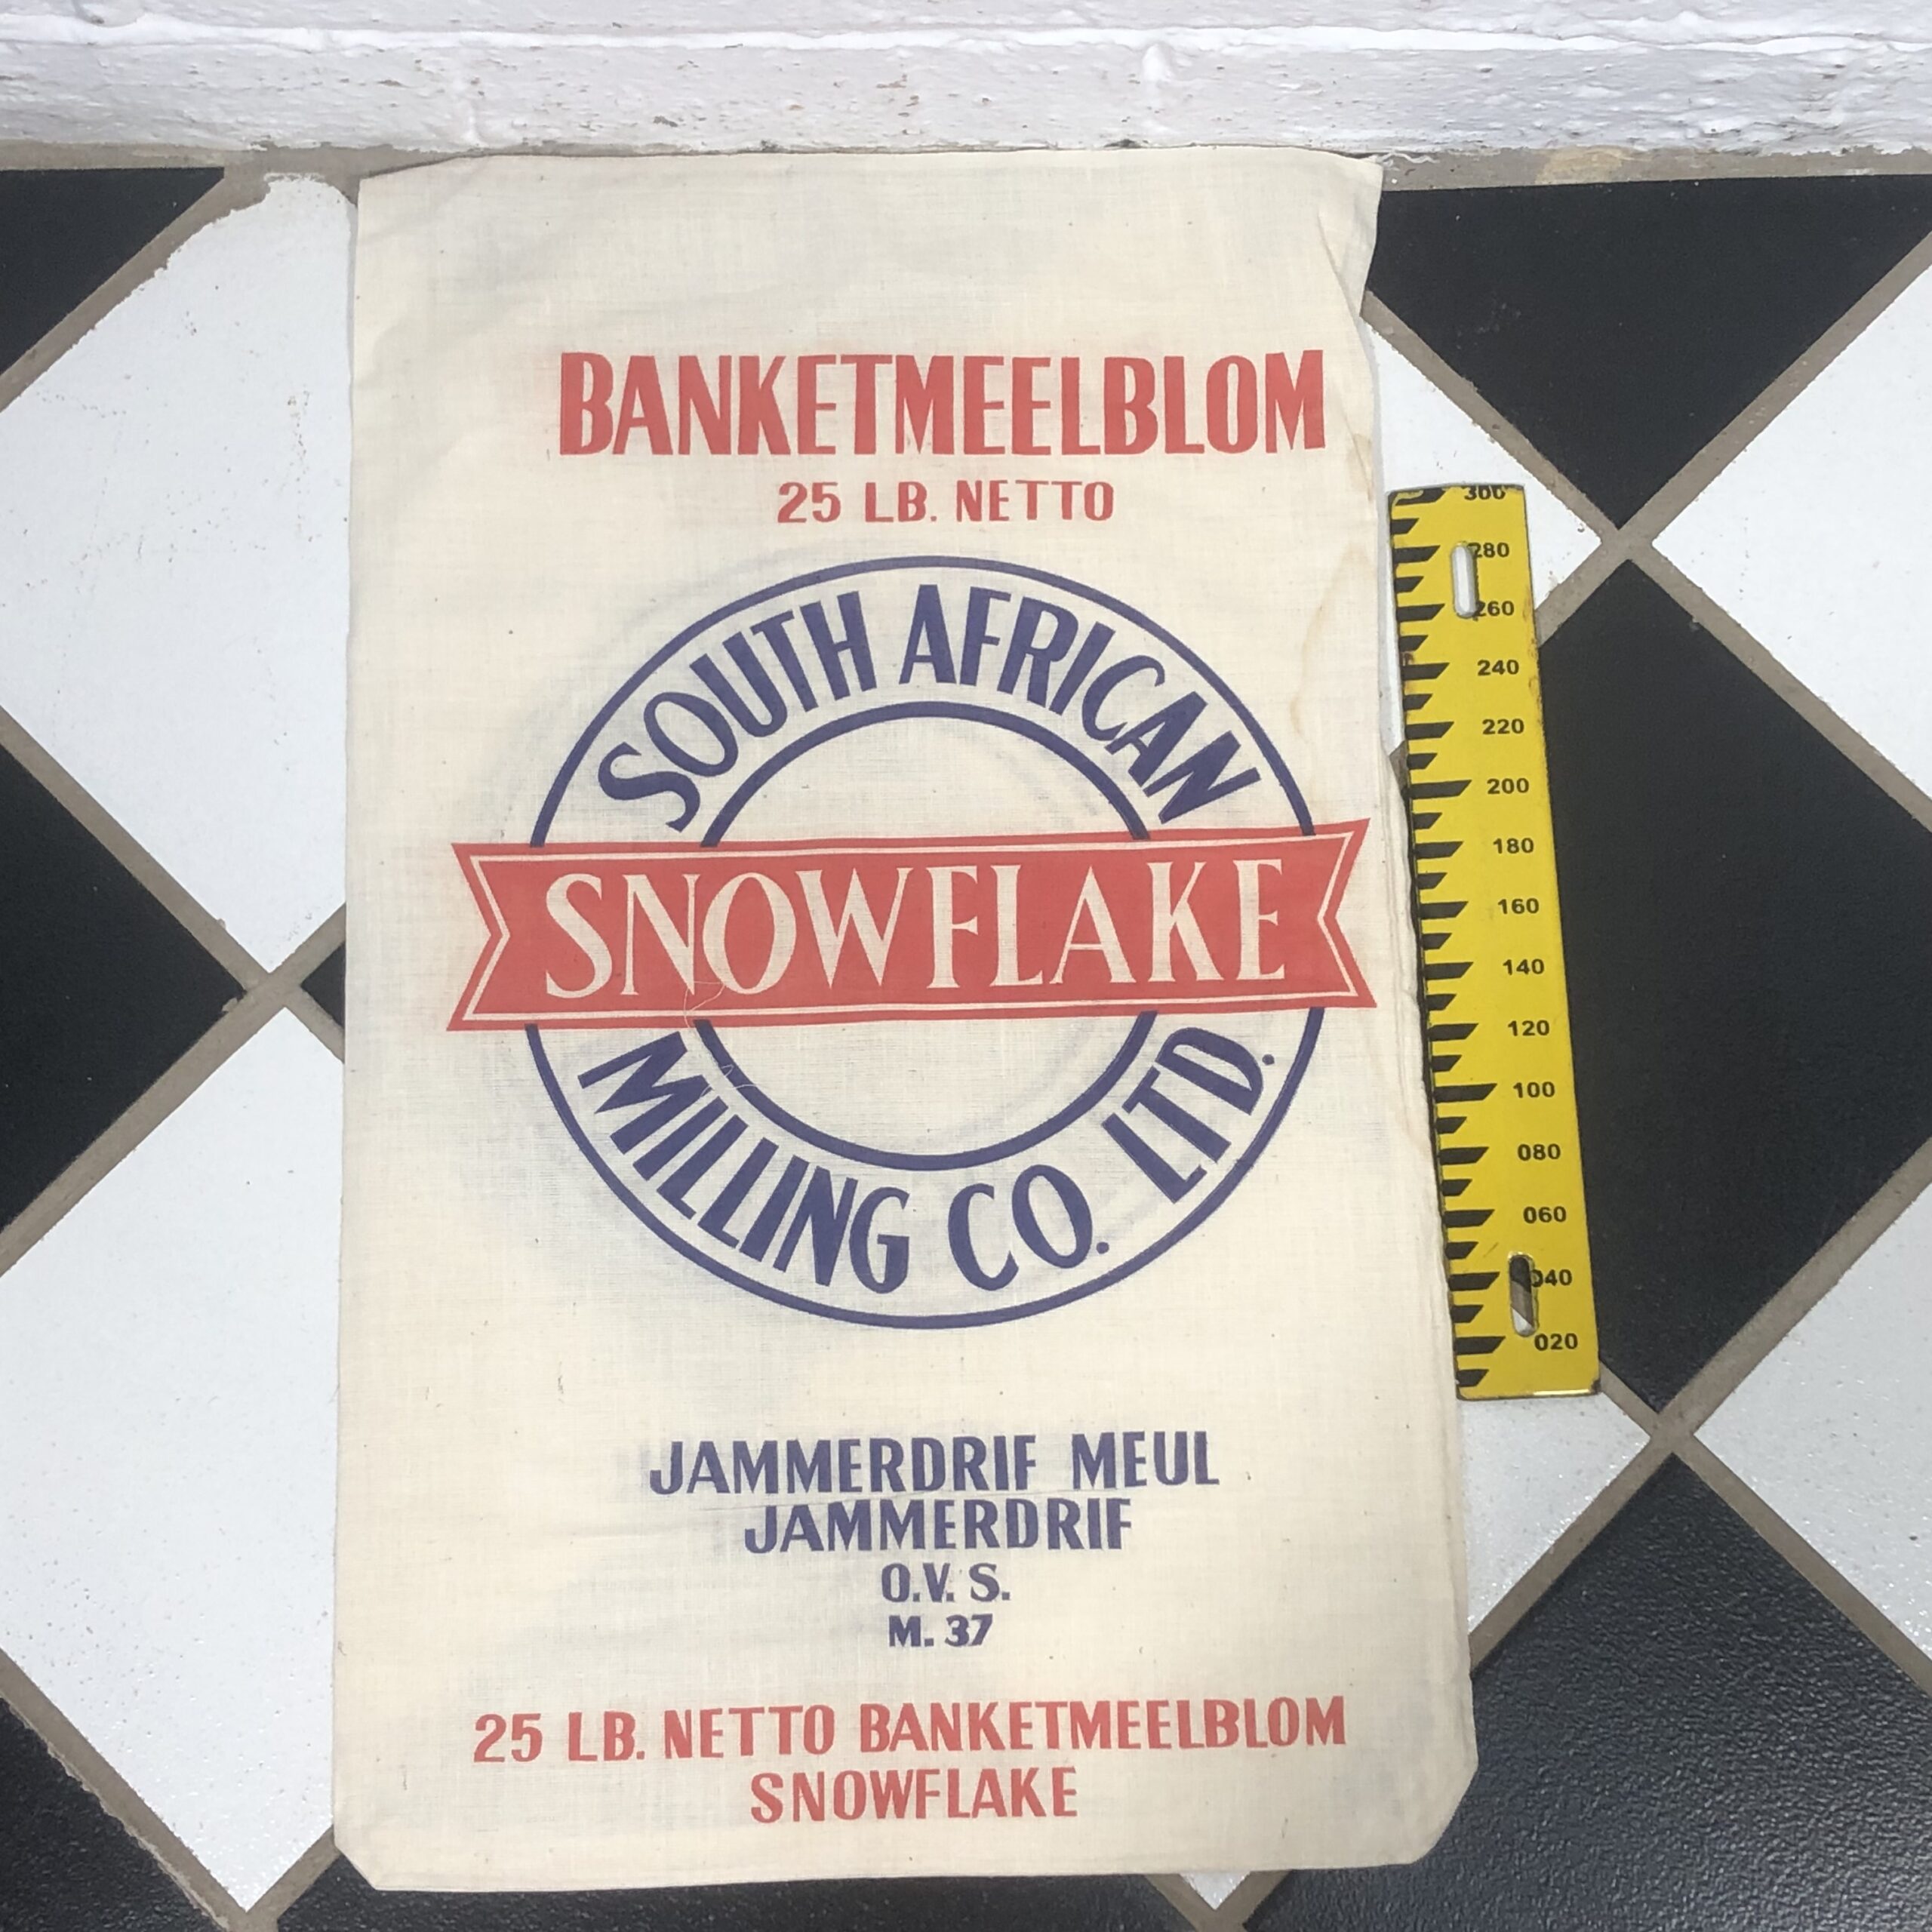 BANKETMEELBLOM
25 LB. NETTO
SOUTH AFRICAN
SNOWFLAKE
MILLING CO. LTD.
JAMMERDRIF MEUL
JAMMERDRIF
O.V.S.
M. 37
25 LB. NETTO BANKETMEELBLOM
SNOWFLAKE
300
280
260
240
220
200
180
160
140
120
100
080
060
040
020